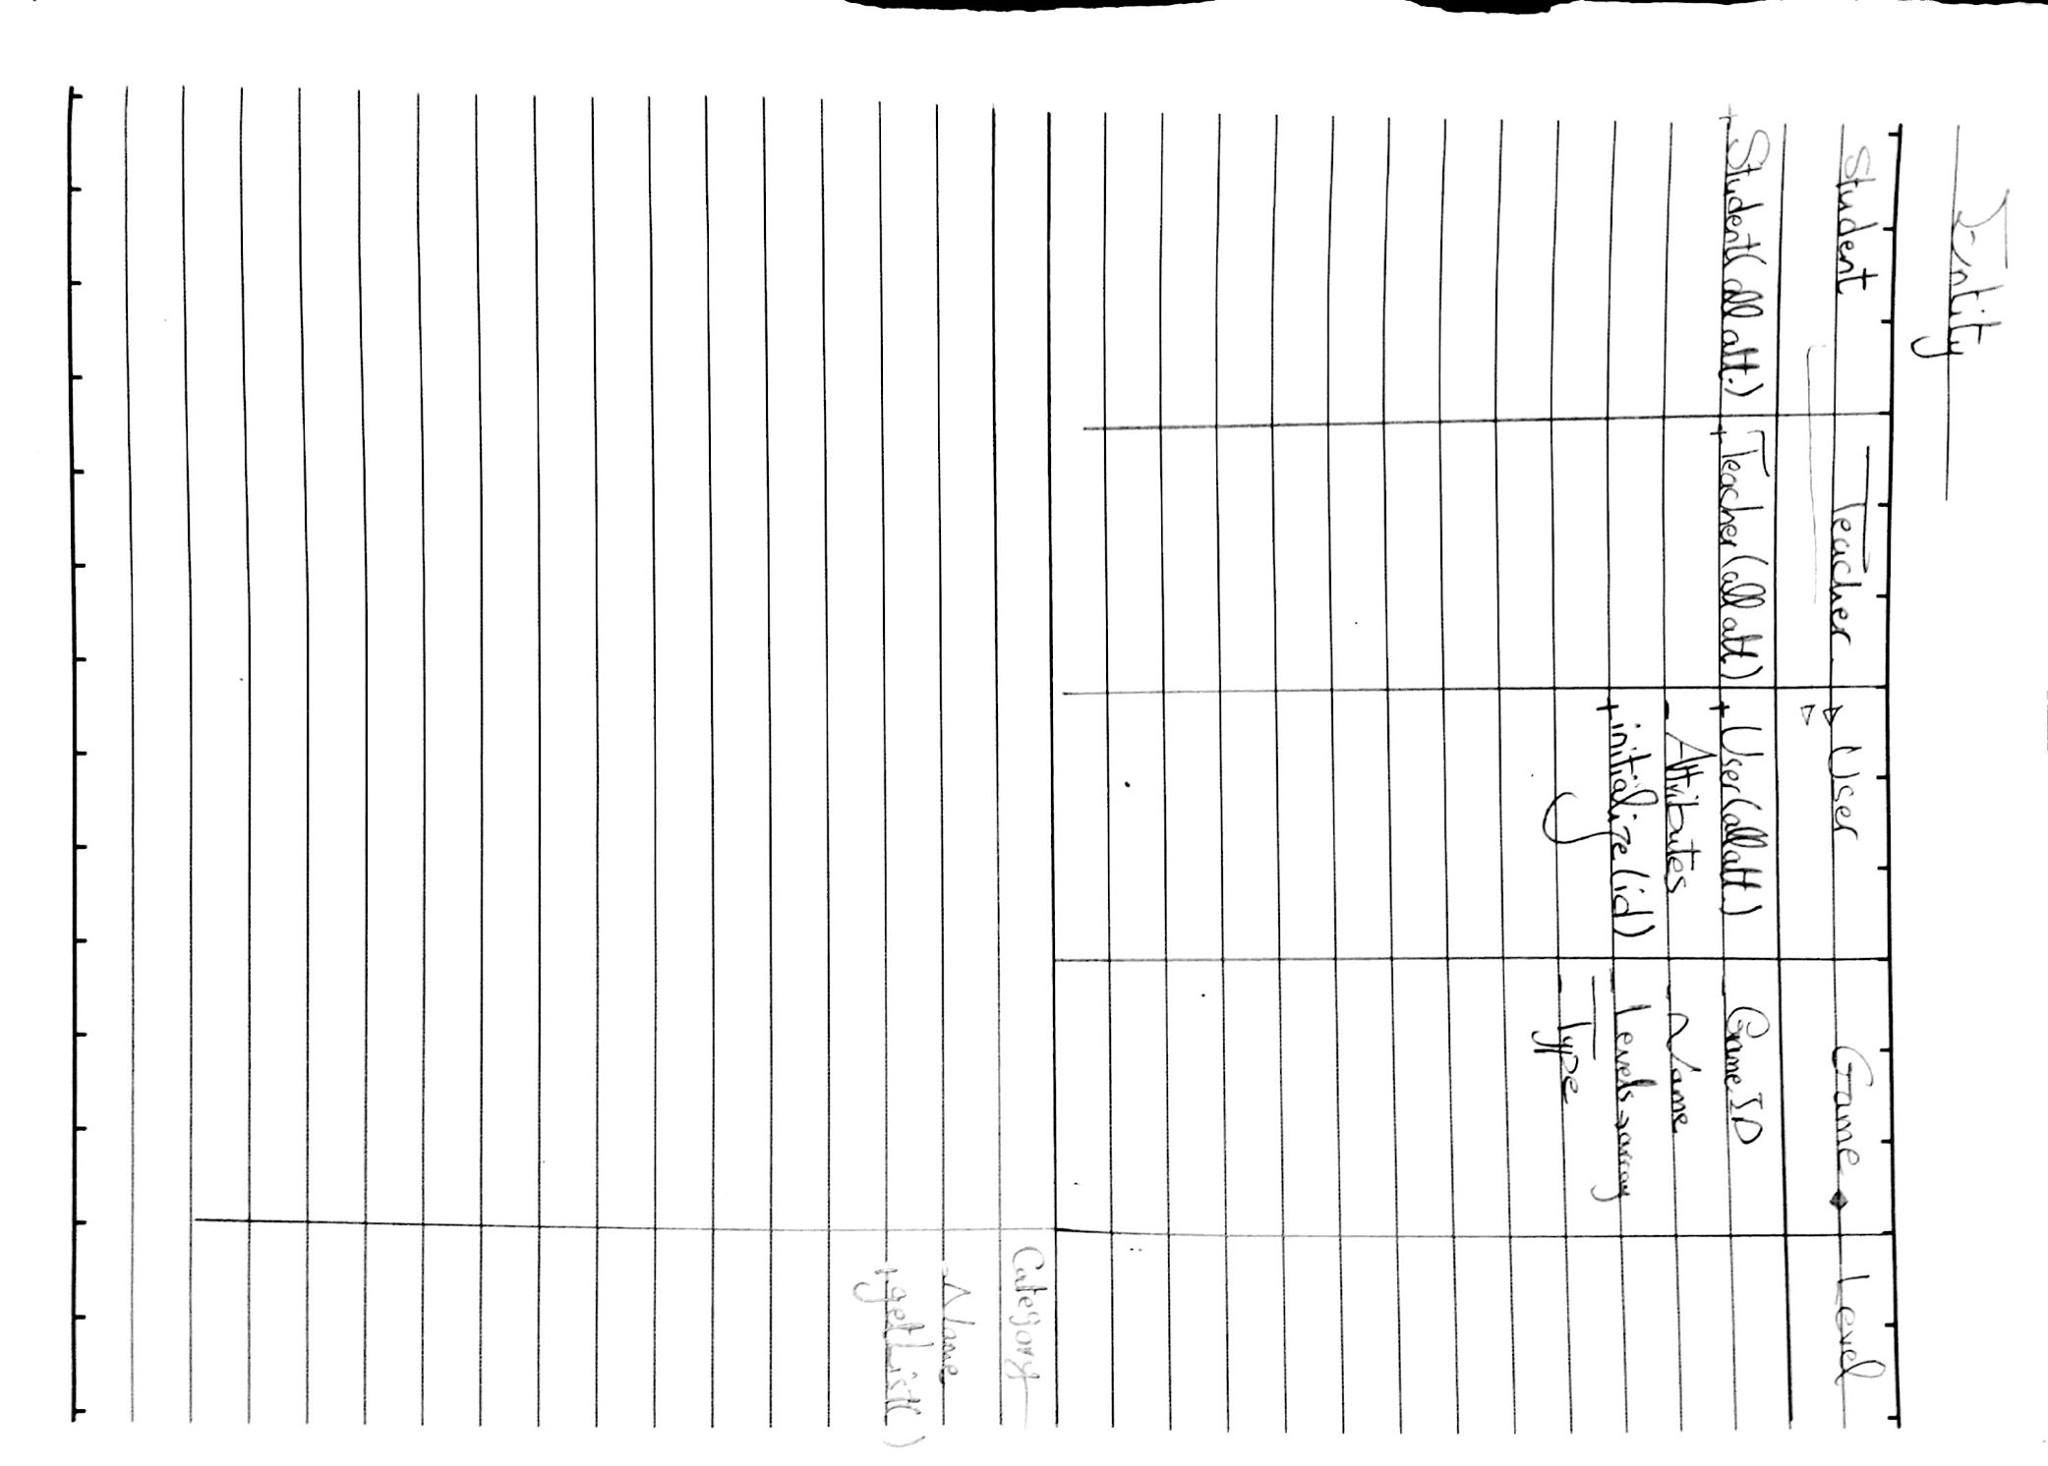 Entity
Student
Teacher
User
Game
Level
+ Student(all att.)
+ Teacher(all att)
+ User(all att.)
- Game ID
- Attributes
- Name
+ initialize(id)
- Levels → array
- Type
Category
- Name
+ getList()